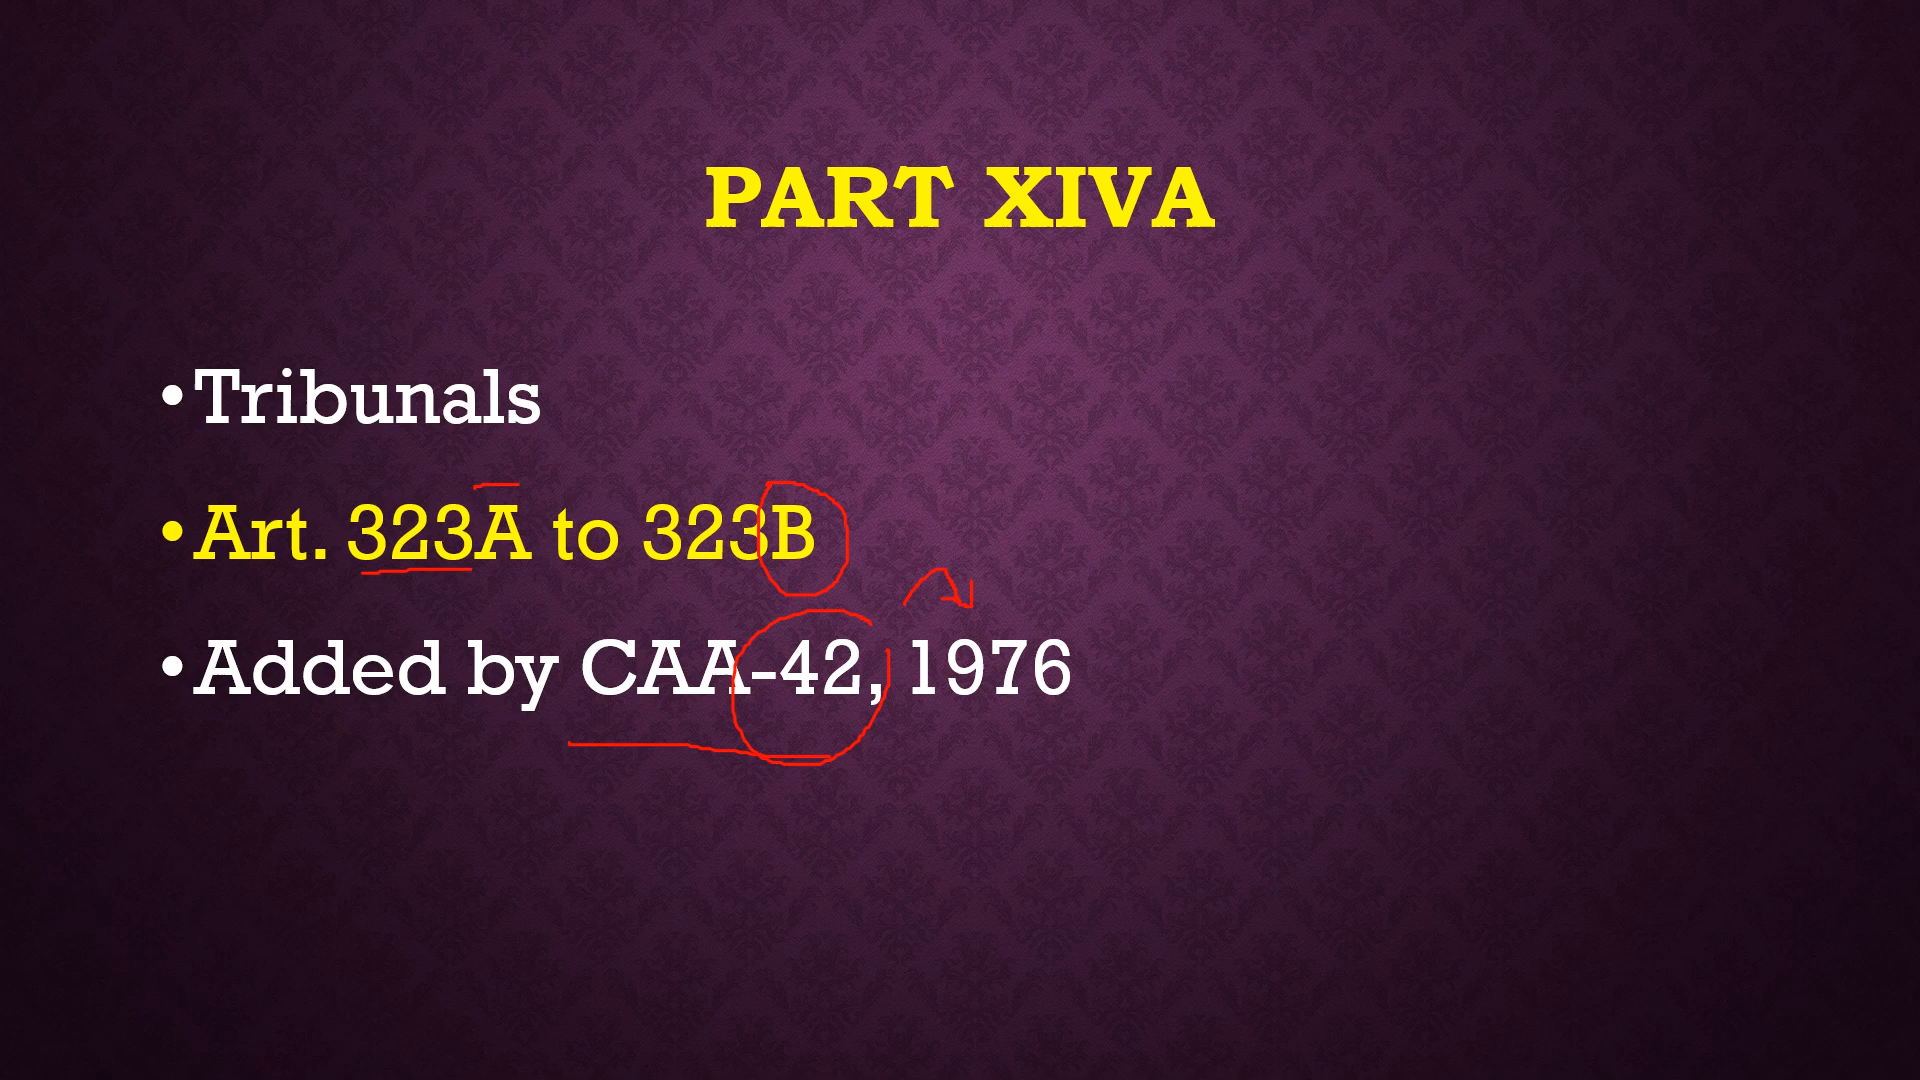 PART XIVA
•Tribunals
•Art. 323A to 323B
•Added by CAA-42, 1976